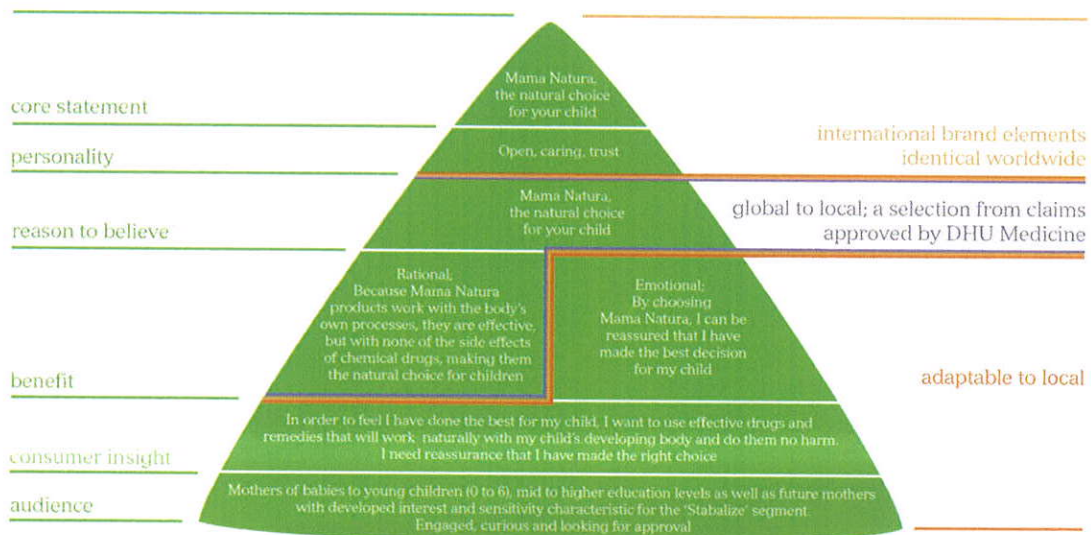 core statement
personality
reason to believe
benefit
consumer insight
audience
Mama Natura,
the natural choice
for your child
Open, caring, trust
Mama Natura,
the natural choice
for your child
Rational;
Because Mama Natura
products work with the body's
own processes, they are effective,
but with none of the side effects
of chemical drugs, making them
the natural choice for children
Emotional;
By choosing
Mama Natura, I can be
reassured that I have
made the best decision
for my child
In order to feel I have done the best for my child, I want to use effective drugs and
remedies that will work naturally with my child's developing body and do them no harm.
I need reassurance that I have made the right choice
Mothers of babies to young children (0 to 6), mid to higher education levels as well as future mothers
with developed interest and sensitivity characteristic for the 'Stabalize' segment.
Engaged, curious and looking for approval
international brand elements
identical worldwide
global to local; a selection from claims
approved by DHU Medicine
adaptable to local